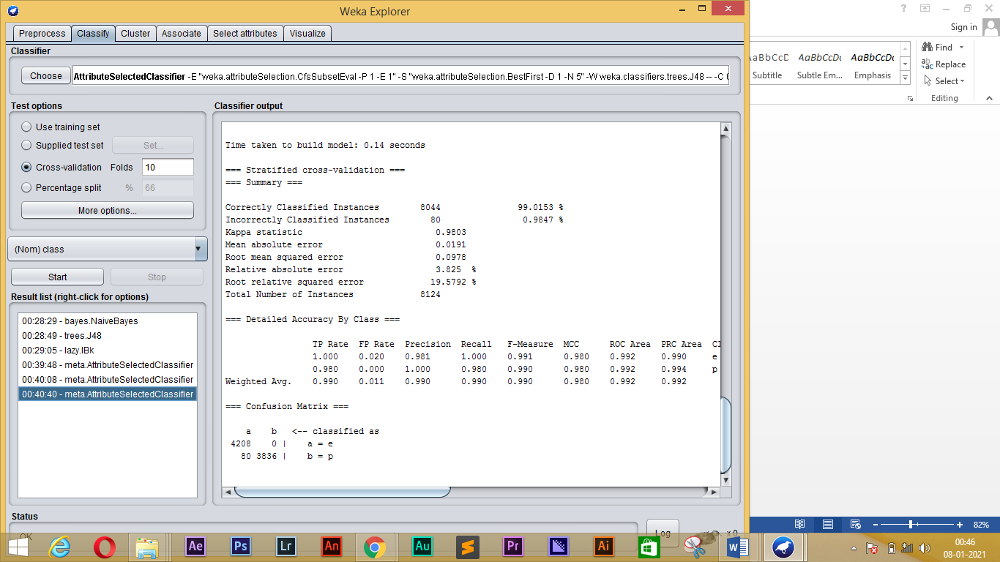 Weka Explorer
Preprocess Classify Cluster Associate Select attributes Visualize
Classifier
Choose AttributeSelectedClassifier -E "weka.attributeSelection.CfsSubsetEval -P 1 -E 1" -S "weka.attributeSelection.BestFirst -D 1 -N 5" -W weka.classifiers.trees.J48 -- -C
Test options
Use training set
Supplied test set Set...
Cross-validation Folds 10
Percentage split % 66
More options...
(Nom) class
Start Stop
Result list (right-click for options)
00:28:29 - bayes.NaiveBayes
00:28:49 - trees.J48
00:29:05 - lazy.IBk
00:39:48 - meta.AttributeSelectedClassifier
00:40:08 - meta.AttributeSelectedClassifier
00:40:40 - meta.AttributeSelectedClassifier
Classifier output
Time taken to build model: 0.14 seconds
=== Stratified cross-validation ===
=== Summary ===
Correctly Classified Instances 8044 99.0153 %
Incorrectly Classified Instances 80 0.9847 %
Kappa statistic 0.9803
Mean absolute error 0.0191
Root mean squared error 0.0978
Relative absolute error 3.825 %
Root relative squared error 19.5792 %
Total Number of Instances 8124
=== Detailed Accuracy By Class ===
TP Rate FP Rate Precision Recall F-Measure MCC ROC Area PRC Area Cl
1.000 0.020 0.981 1.000 0.991 0.980 0.992 0.990 e
0.980 0.000 1.000 0.980 0.990 0.980 0.992 0.994 p
Weighted Avg. 0.990 0.011 0.990 0.990 0.990 0.980 0.992 0.992
=== Confusion Matrix ===
a b <-- classified as
4208 0 | a = e
80 3836 | b = p
Status
OK
Log x 0
Sign in
AaBbCcD AaBbCcDc AaBbCcDc
Subtitle Subtle Em... Emphasis
Find
Replace
Select
Editing
82%
Ae Ps Lr An Au S Pr Ai W
00:46
08-01-2021